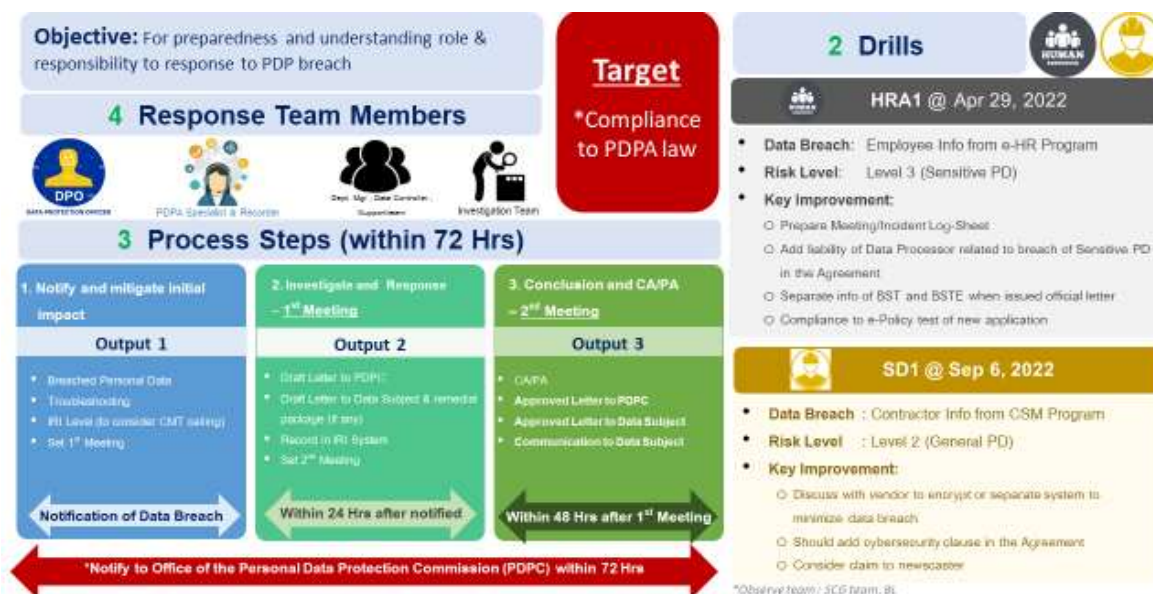 Objective: For preparedness and understanding role &
responsibility to response to PDP breach
4 Response Team Members
DPO
DATA PROTECTION OFFICER
PDPA Specialist & Recorder
Dept. Mgr., Data Controller,
Investigation Team
Target
*Compliance
to PDPA law
3 Process Steps (within 72 Hrs)
1. Notify and mitigate initial
impact
Output 1
• Breached Personal Data
• Troubleshooting
• IRI Level (to consider CMT calling)
• Set 1st Meeting
Notification of Data Breach
2. Investigate and Response
– 1st Meeting
Output 2
• Draft Letter to PDPC
• Draft Letter to Data Subject & remedial
package (if any)
• Record in IRI System
• Set 2nd Meeting
Within 24 Hrs after notified
3. Conclusion and CA/PA
– 2nd Meeting
Output 3
• CA/PA
• Approved Letter to PDPC
• Approved Letter to Data Subject
• Communication to Data Subject
Within 48 Hrs after 1st Meeting
*Notify to Office of the Personal Data Protection Commission (PDPC) within 72 Hrs
2 Drills
HUMAN
HRA1 @ Apr 29, 2022
• Data Breach: Employee Info from e-HR Program
• Risk Level: Level 3 (Sensitive PD)
• Key Improvement:
o Prepare Meeting/Incident Log-Sheet
o Add liability of Data Processor related to breach of Sensitive PD
in the Agreement
o Separate info of BST and BSTE when issued official letter
o Compliance to e-Policy test of new application
SD1 @ Sep 6, 2022
• Data Breach : Contractor Info from CSM Program
• Risk Level : Level 2 (General PD)
• Key Improvement:
o Discuss with vendor to encrypt or separate system to
minimize data breach
o Should add cybersecurity clause in the Agreement
o Consider claim to newscaster
*Observe team : SCG team, BL